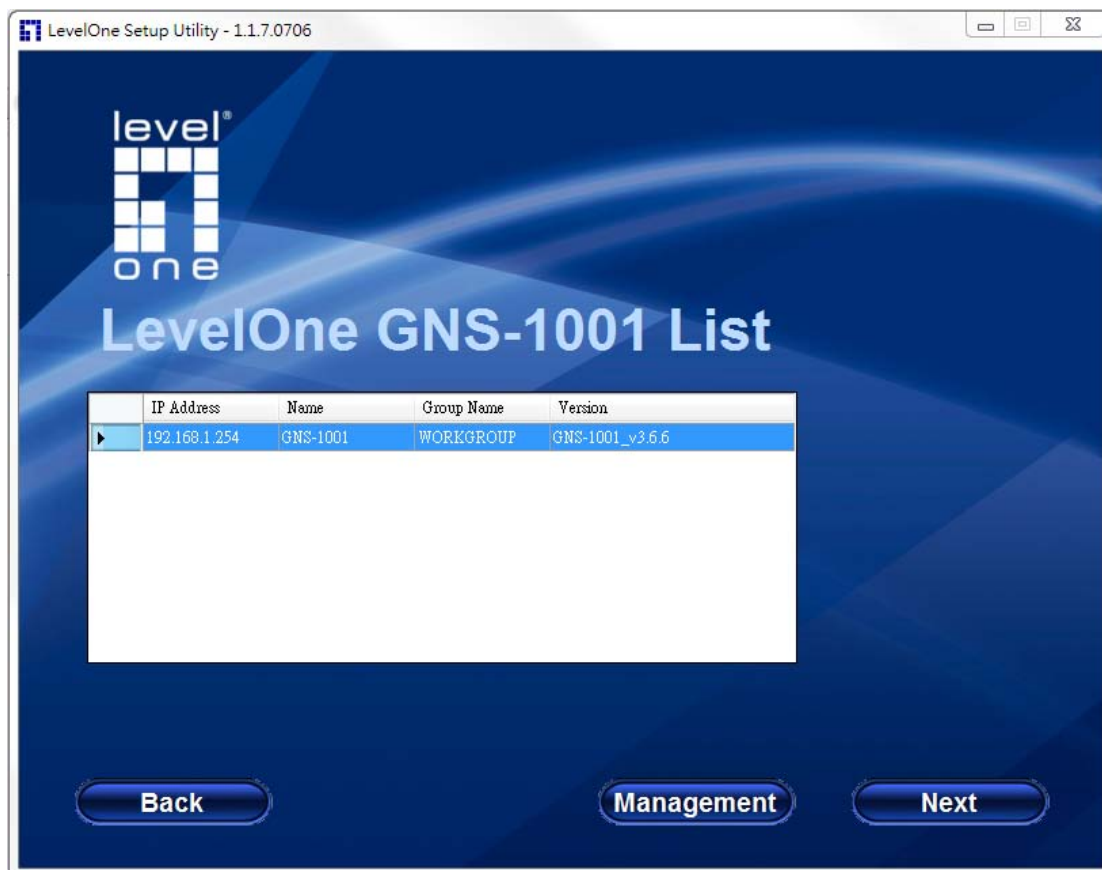 LevelOne Setup Utility - 1.1.7.0706
level®
one
LevelOne GNS-1001 List
IP Address Name Group Name Version
192.168.1.254 GNS-1001 WORKGROUP GNS-1001_v3.6.6
Back Management Next